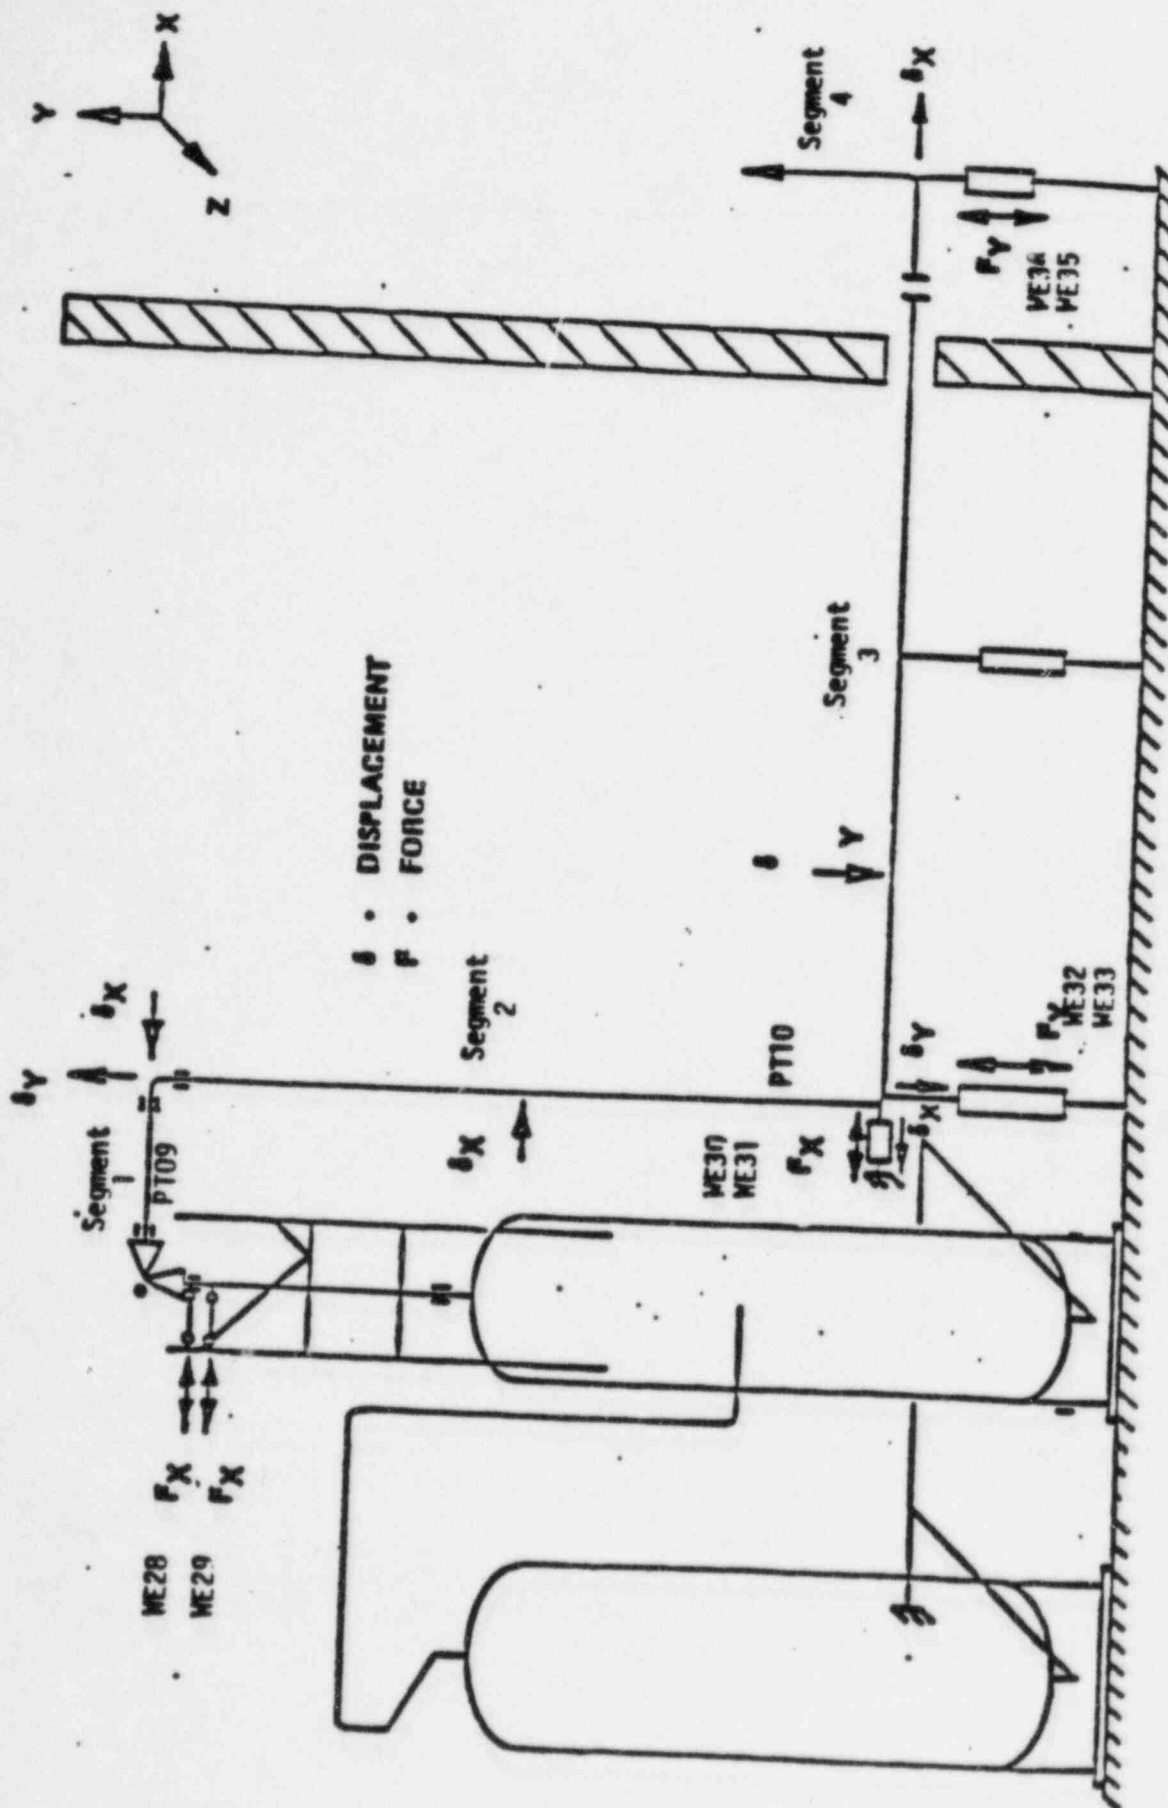 Y
X
Z
δY
δX
Segment
1
PT09
WE28
FX
WE29
FX
δ • DISPLACEMENT
F • FORCE
Segment
2
δX
PT10
WE30
WE31
FX
δX
δY
FY
WE32
WE33
δ
Y
Segment
3
Segment
4
δX
FY
WE34
WE35